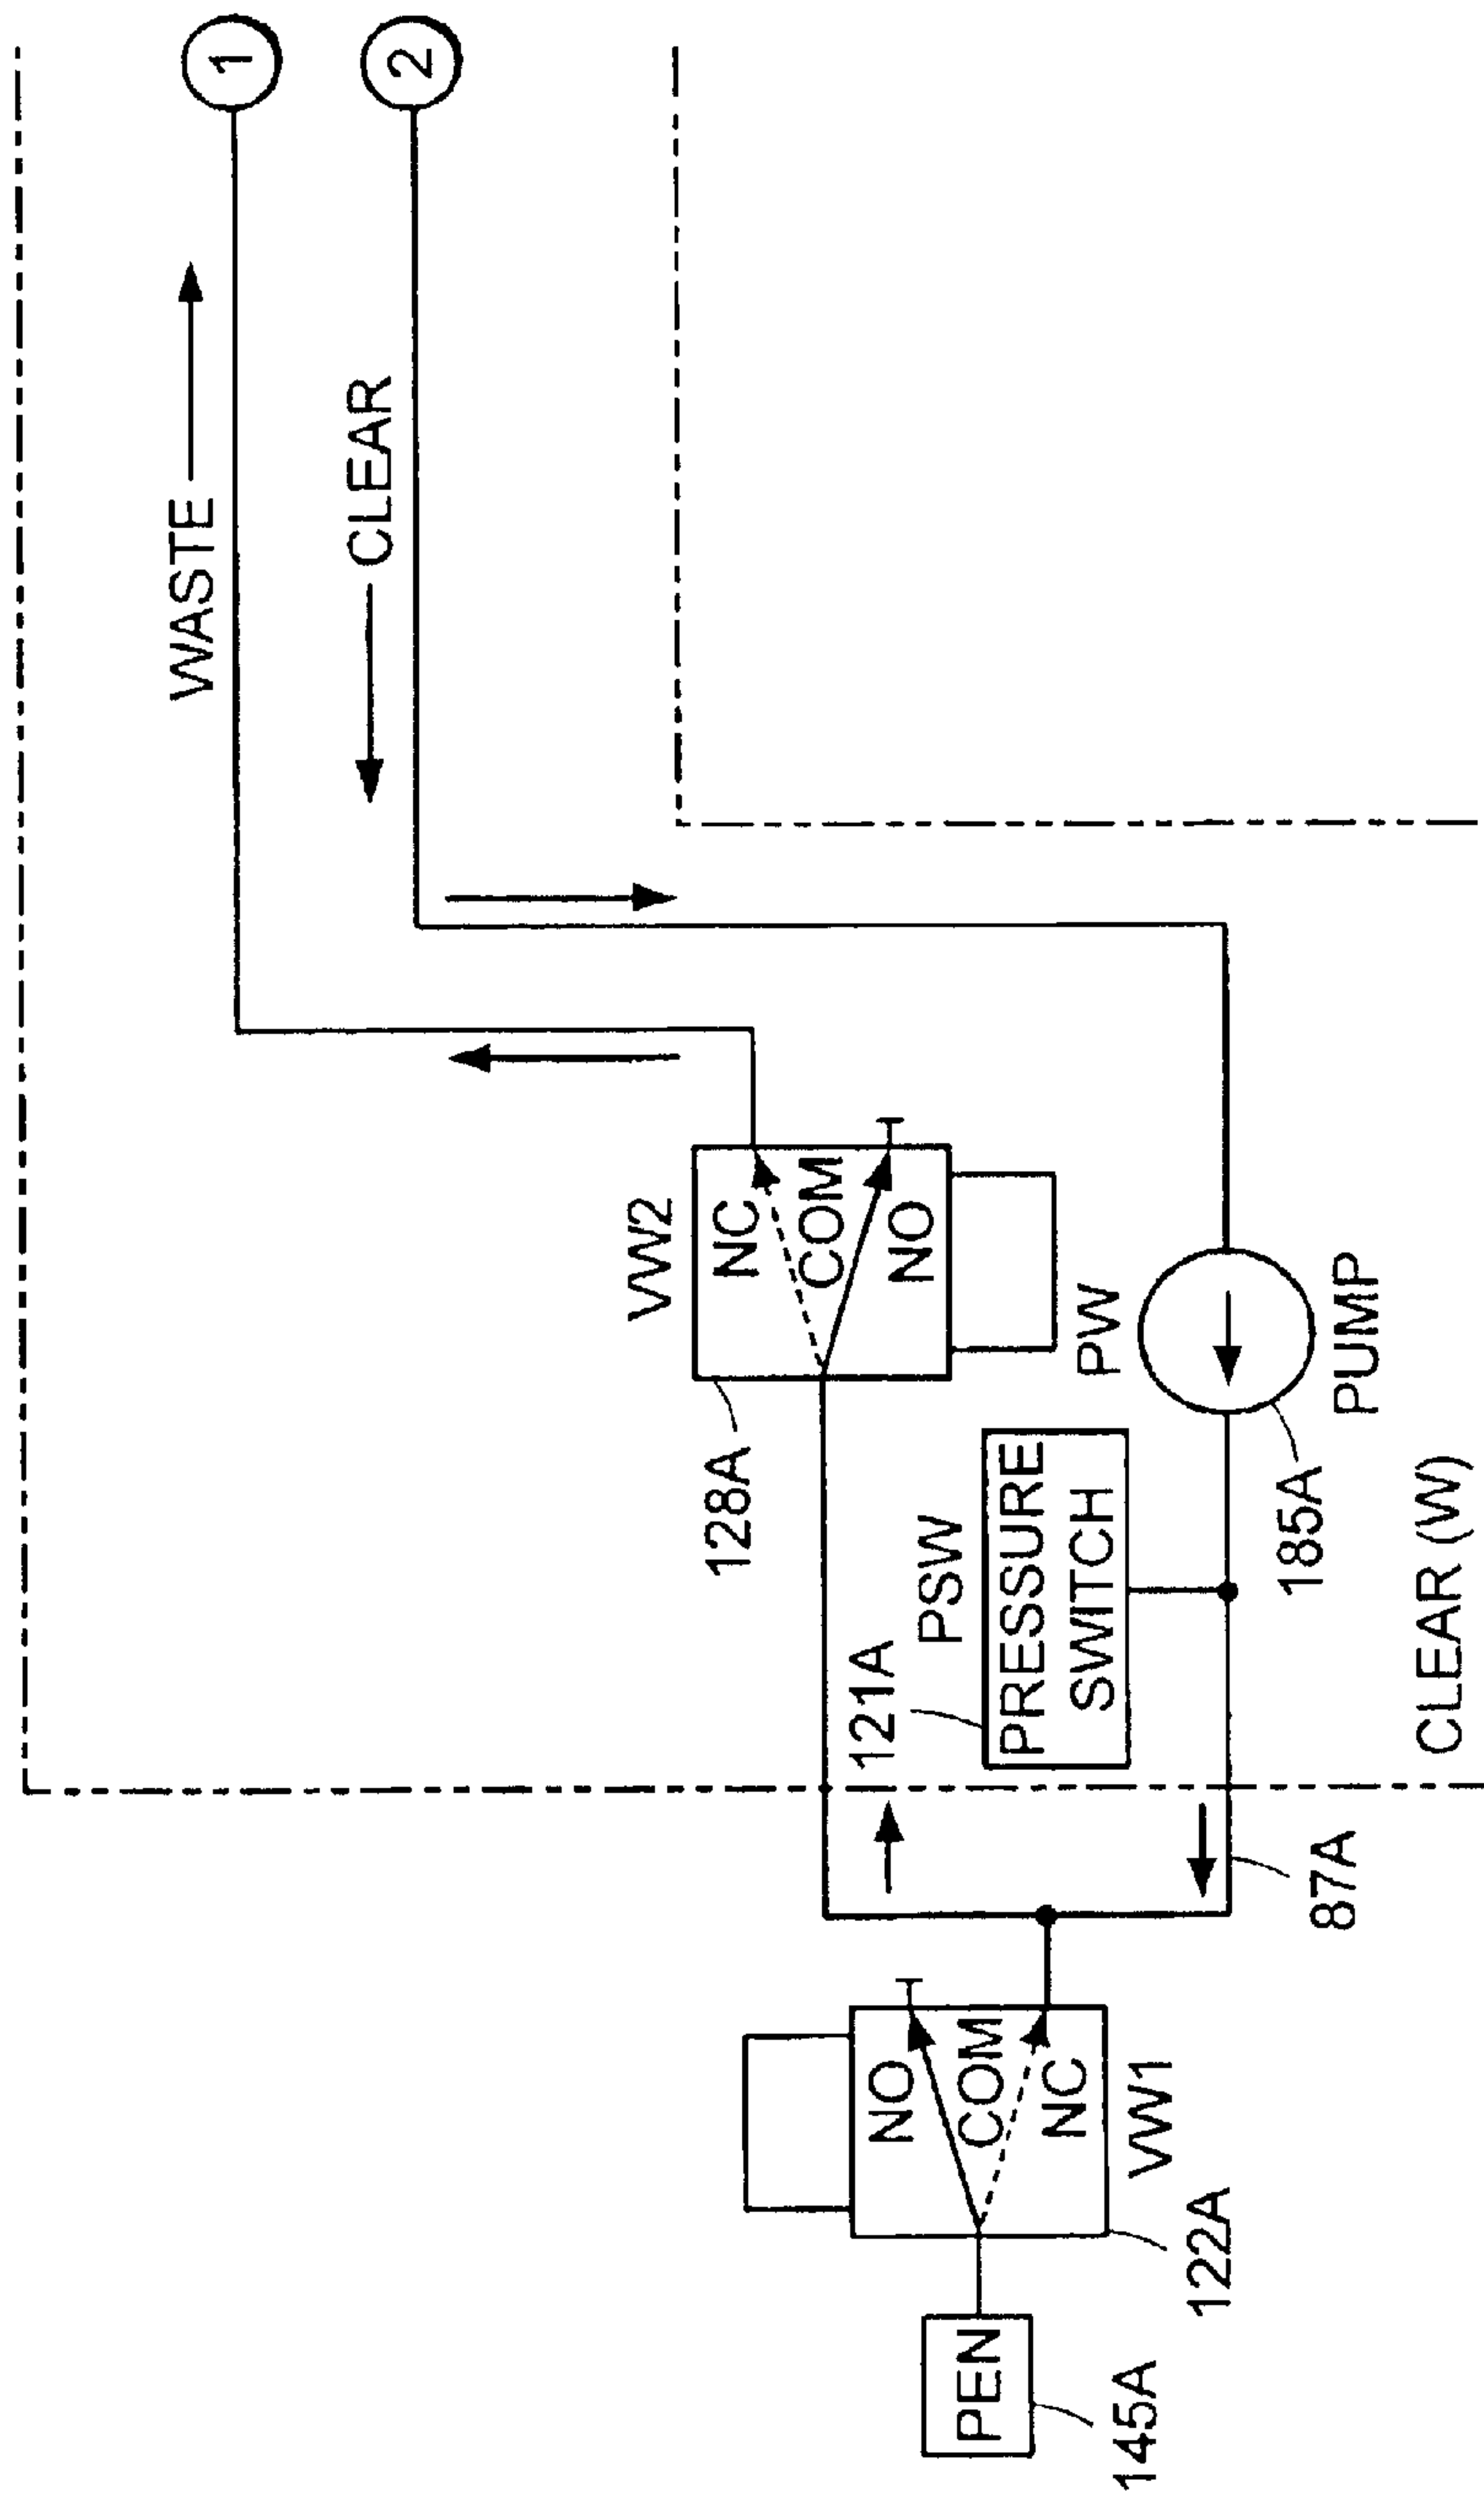 1
2
WASTE
CLEAR
VW2
NC
COM
NO
128A
PW
PUMP
185A
PSW
PRESSURE
SWITCH
121A
CLEAR (W)
87A
NO
COM
NC
VW1
122A
PEN
145A